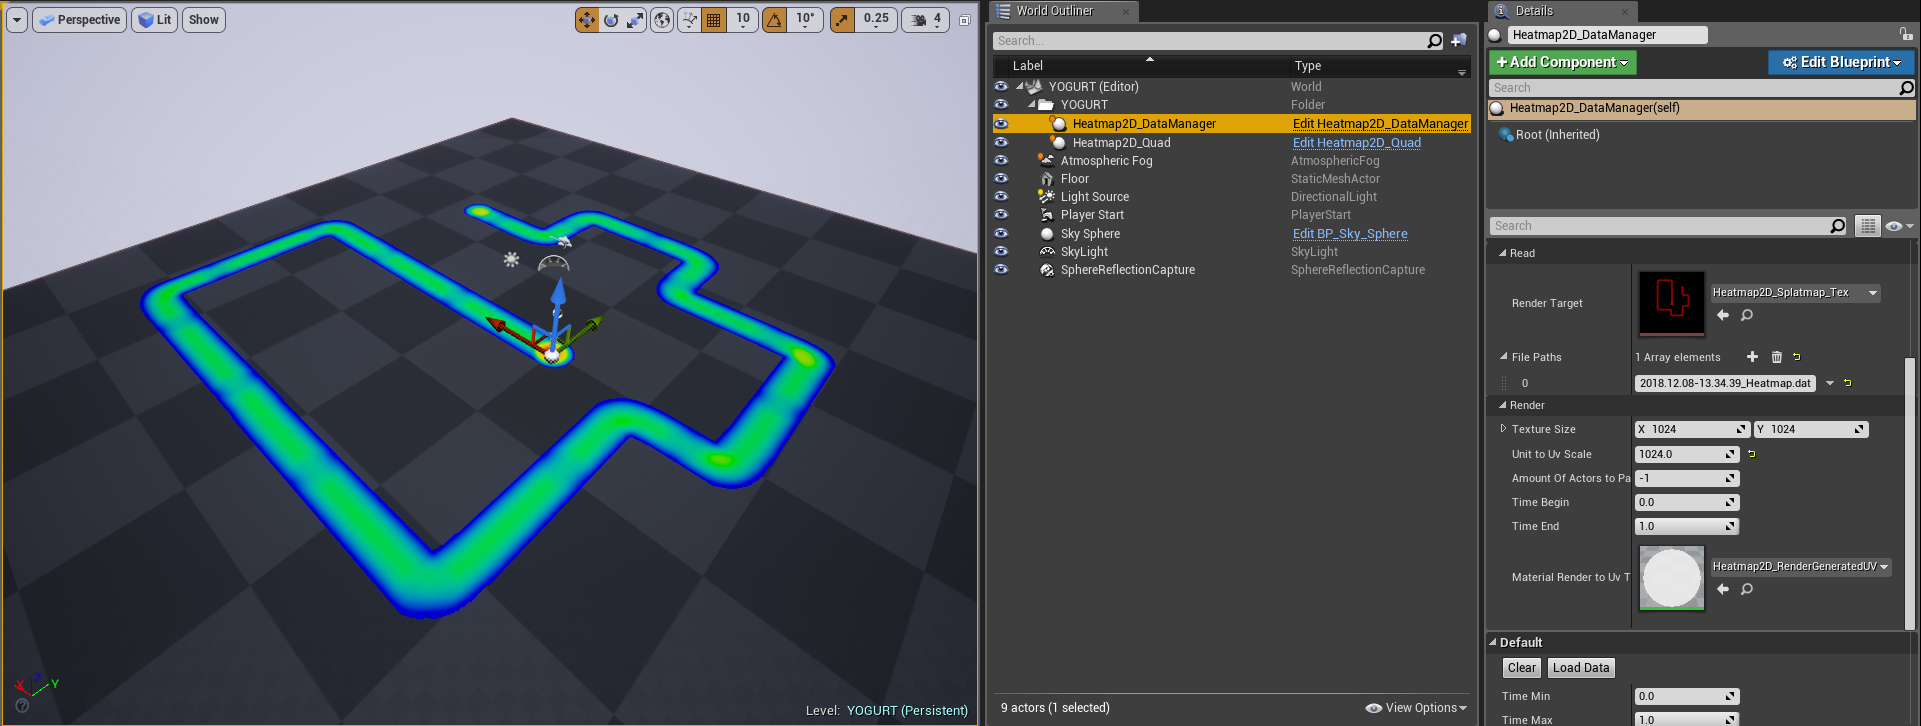 Perspective
Lit
Show
10
10°
0.25
4
World Outliner
Search...
Label
Type
YOGURT (Editor)
World
YOGURT
Folder
Heatmap2D_DataManager
Edit Heatmap2D_DataManager
Heatmap2D_Quad
Edit Heatmap2D_Quad
Atmospheric Fog
AtmosphericFog
Floor
StaticMeshActor
Light Source
DirectionalLight
Player Start
PlayerStart
Sky Sphere
Edit BP_Sky_Sphere
SkyLight
SkyLight
SphereReflectionCapture
SphereReflectionCapture
9 actors (1 selected)
View Options
X
Z
Y
Level: YOGURT (Persistent)
Details
Heatmap2D_DataManager
+ Add Component
Edit Blueprint
Search
Heatmap2D_DataManager(self)
Root (Inherited)
Search
Read
Render Target
Heatmap2D_Splatmap_Tex
File Paths
1 Array elements
0
2018.12.08-13.34.39_Heatmap.dat
Render
Texture Size
X 1024
Y 1024
Unit to Uv Scale
1024.0
Amount Of Actors to Pa
-1
Time Begin
0.0
Time End
1.0
Material Render to Uv T
Heatmap2D_RenderGeneratedUV
Default
Clear
Load Data
Time Min
0.0
Time Max
1.0